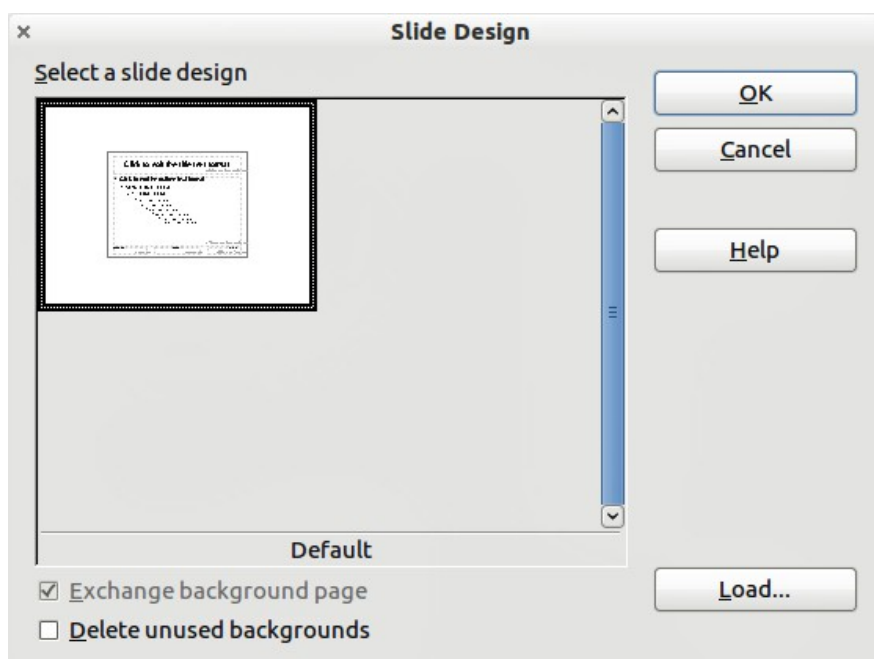 Slide Design
Select a slide design
OK
Cancel
Help
Default
Exchange background page
Load...
Delete unused backgrounds